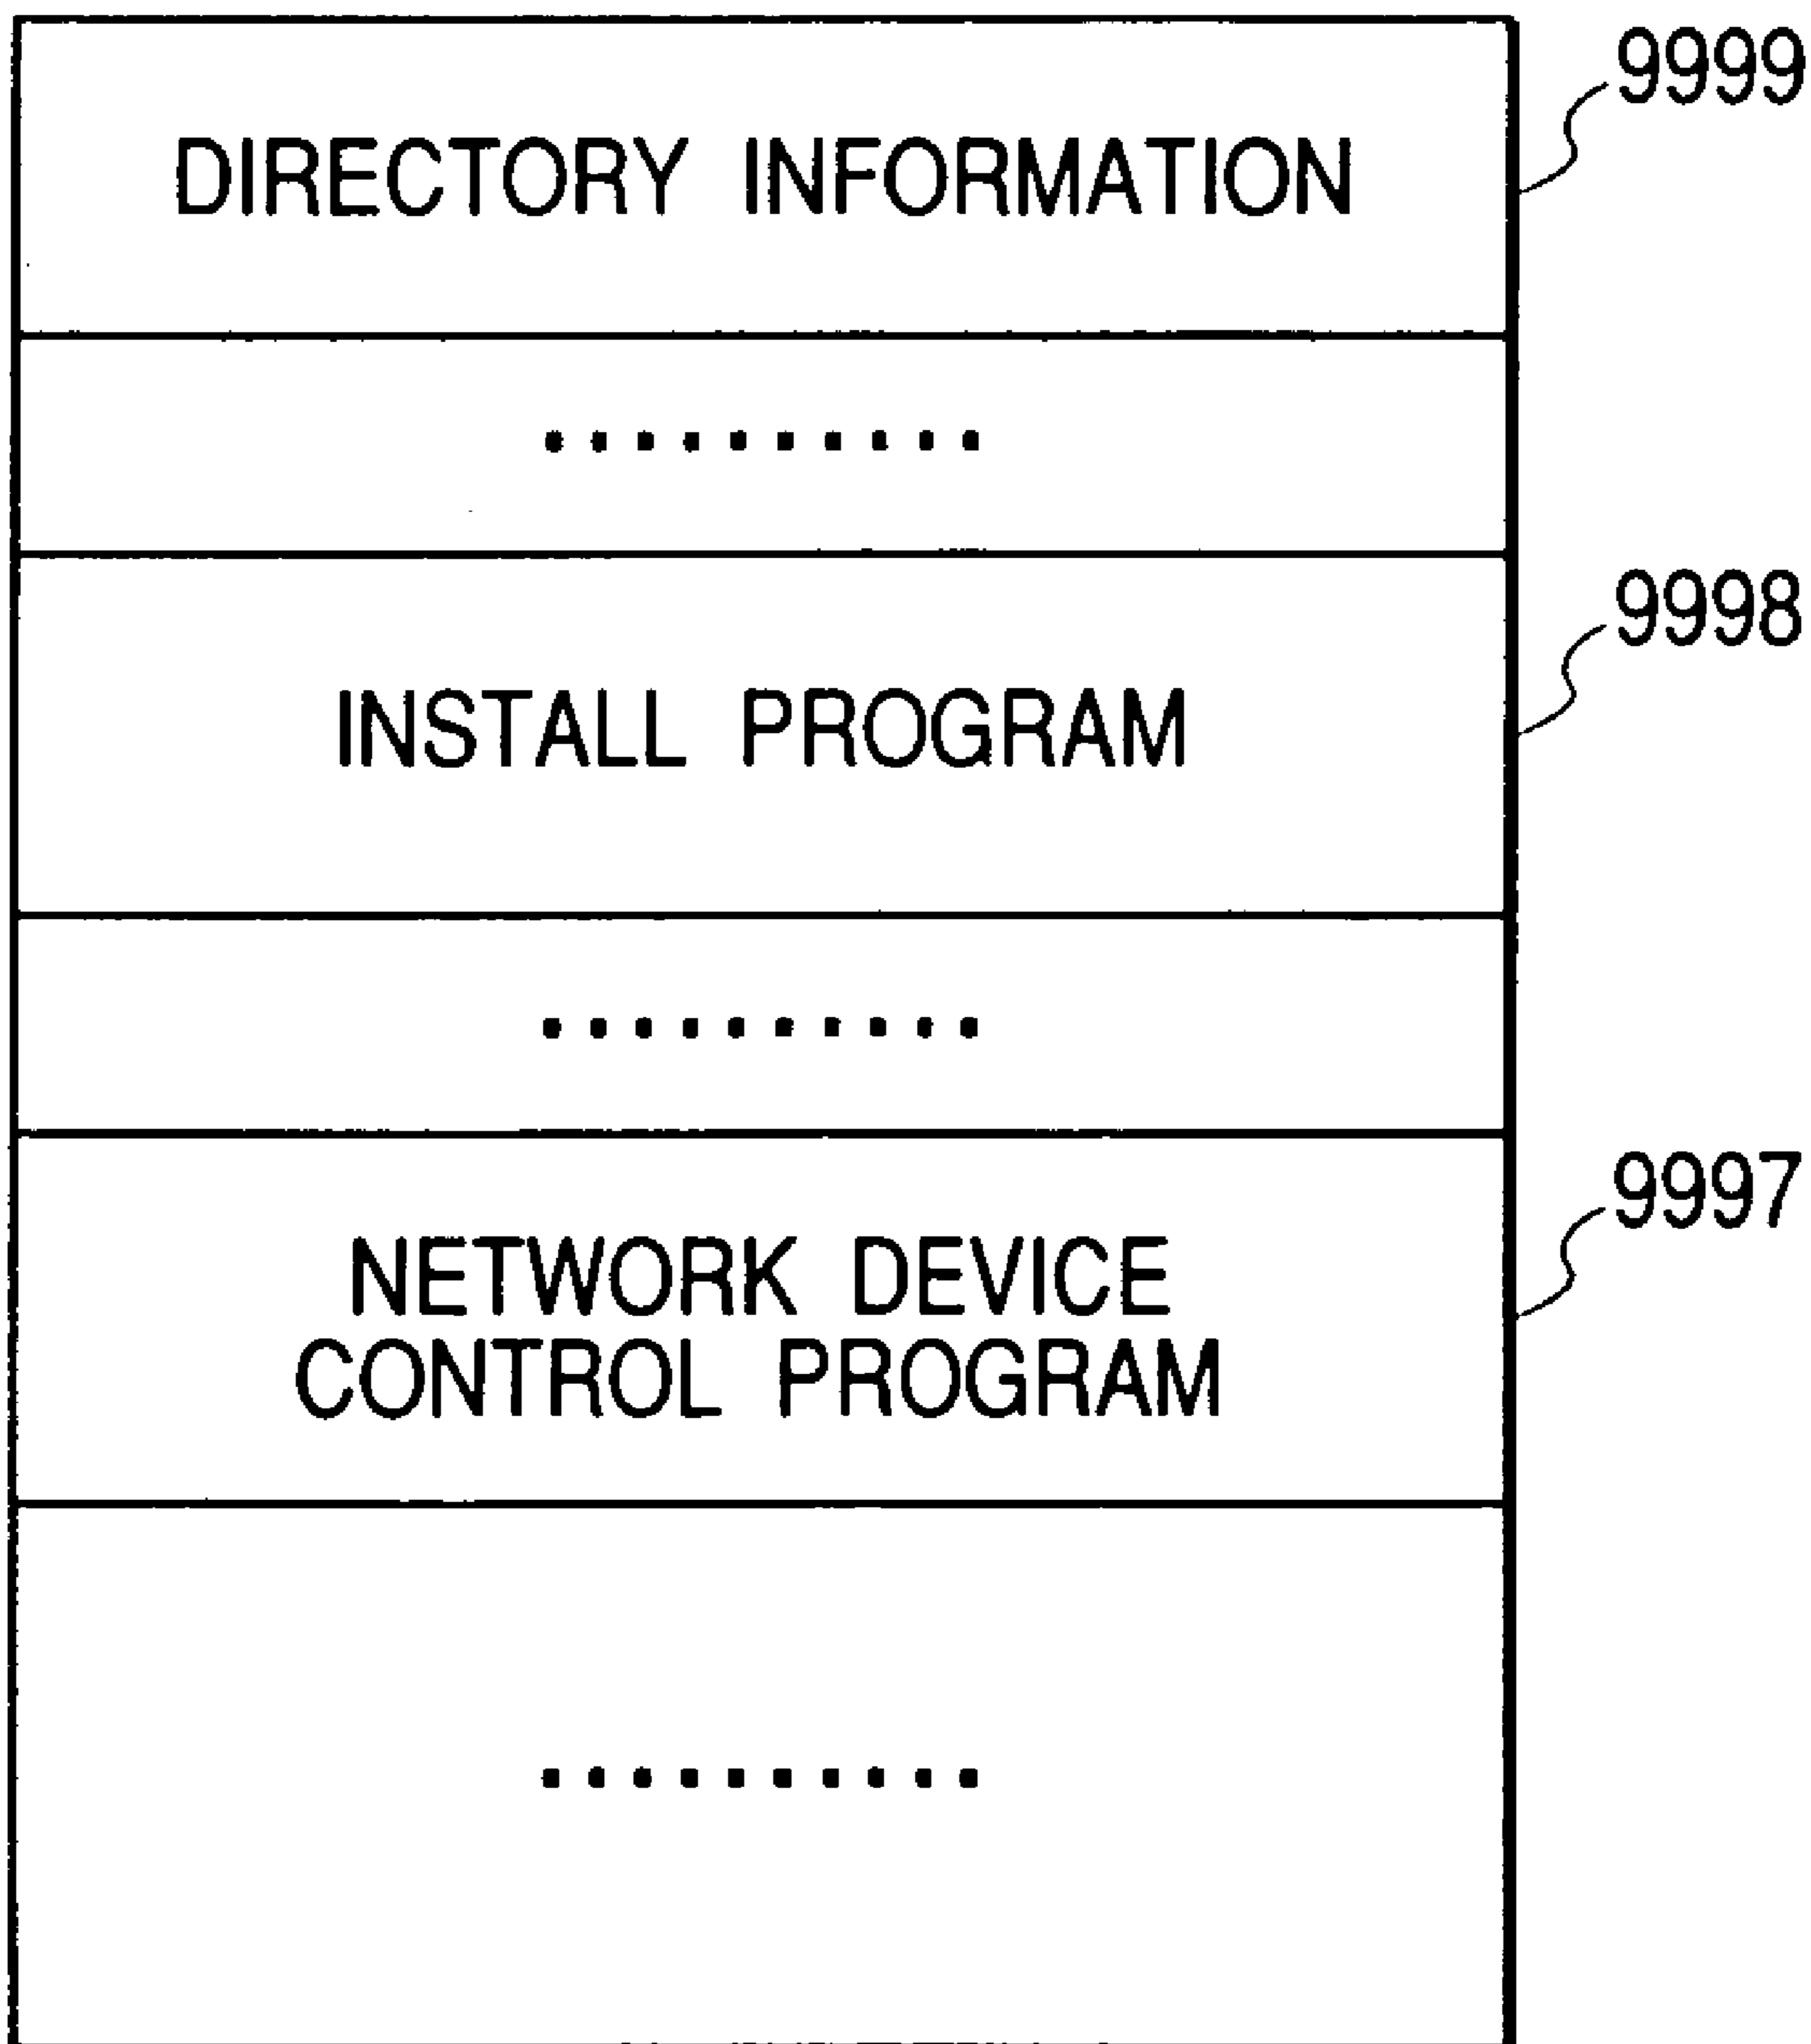 DIRECTORY INFORMATION
9999
..........
INSTALL PROGRAM
9998
..........
NETWORK DEVICE
CONTROL PROGRAM
9997
..........